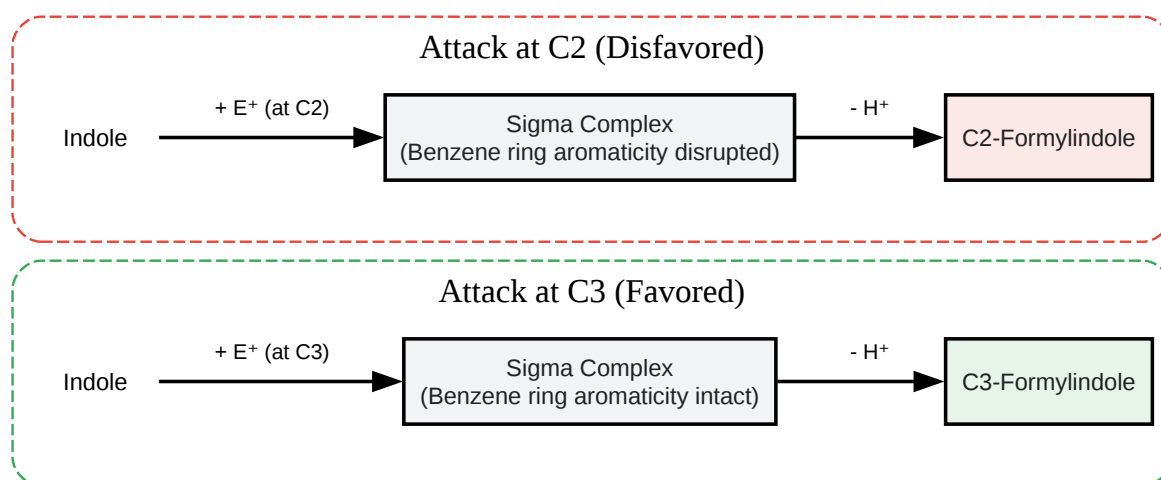 Attack at C2 (Disfavored)
Indole
+ E⁺ (at C2)
Sigma Complex
(Benzene ring aromaticity disrupted)
- H⁺
C2-Formylindole
Attack at C3 (Favored)
Indole
+ E⁺ (at C3)
Sigma Complex
(Benzene ring aromaticity intact)
- H⁺
C3-Formylindole